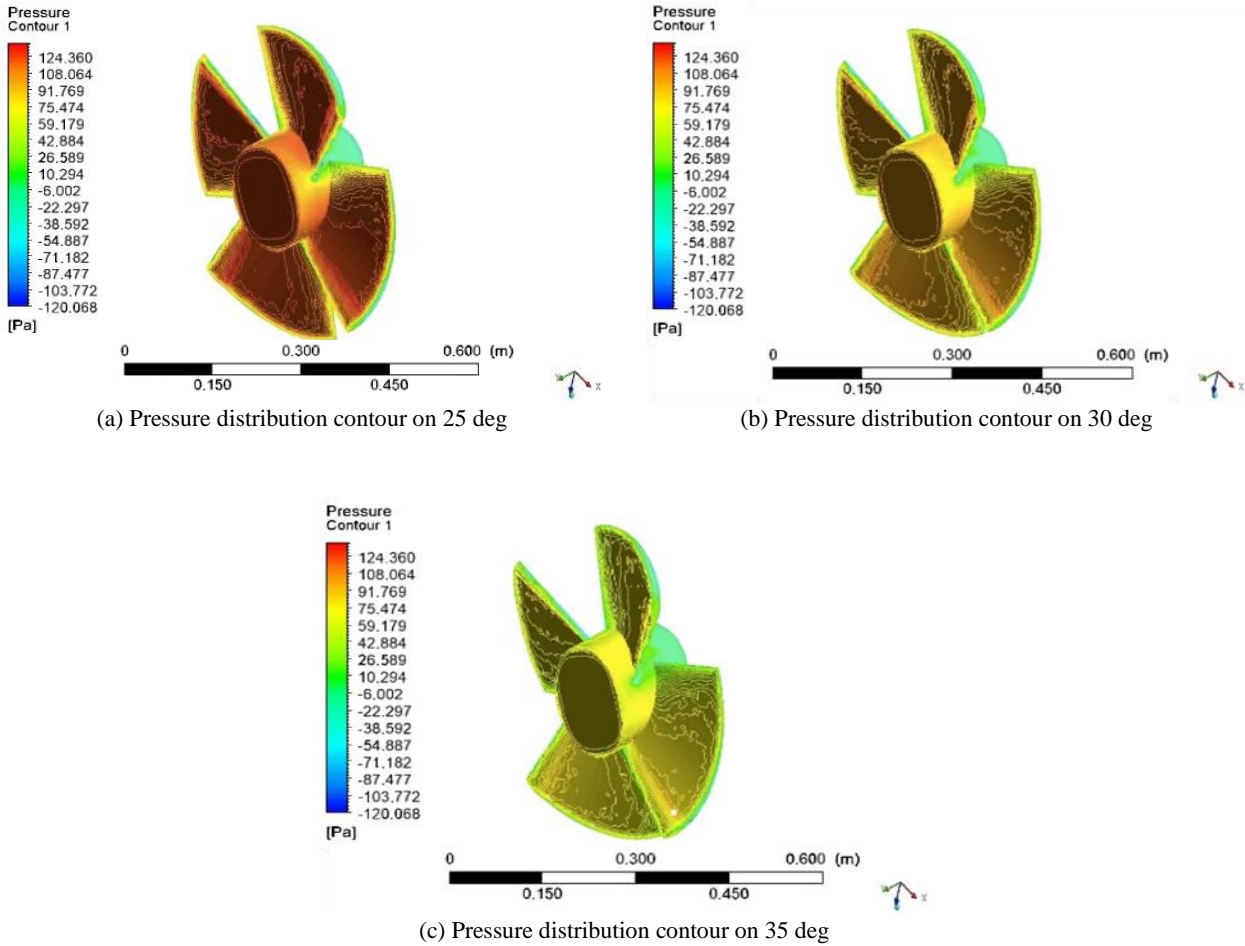 Pressure
Contour 1
124.360
108.064
91.769
75.474
59.179
42.884
26.589
10.294
-6.002
-22.297
-38.592
-54.887
-71.182
-87.477
-103.772
-120.068
[Pa]
0 0.300 0.600 (m)
0.150 0.450
X
(a) Pressure distribution contour on 25 deg
Pressure
Contour 1
124.360
108.064
91.769
75.474
59.179
42.884
26.589
10.294
-6.002
-22.297
-38.592
-54.887
-71.182
-87.477
-103.772
-120.068
[Pa]
0 0.300 0.600 (m)
0.150 0.450
X
(b) Pressure distribution contour on 30 deg
Pressure
Contour 1
124.360
108.064
91.769
75.474
59.179
42.884
26.589
10.294
-6.002
-22.297
-38.592
-54.887
-71.182
-87.477
-103.772
-120.068
[Pa]
0 0.300 0.600 (m)
0.150 0.450
X
(c) Pressure distribution contour on 35 deg